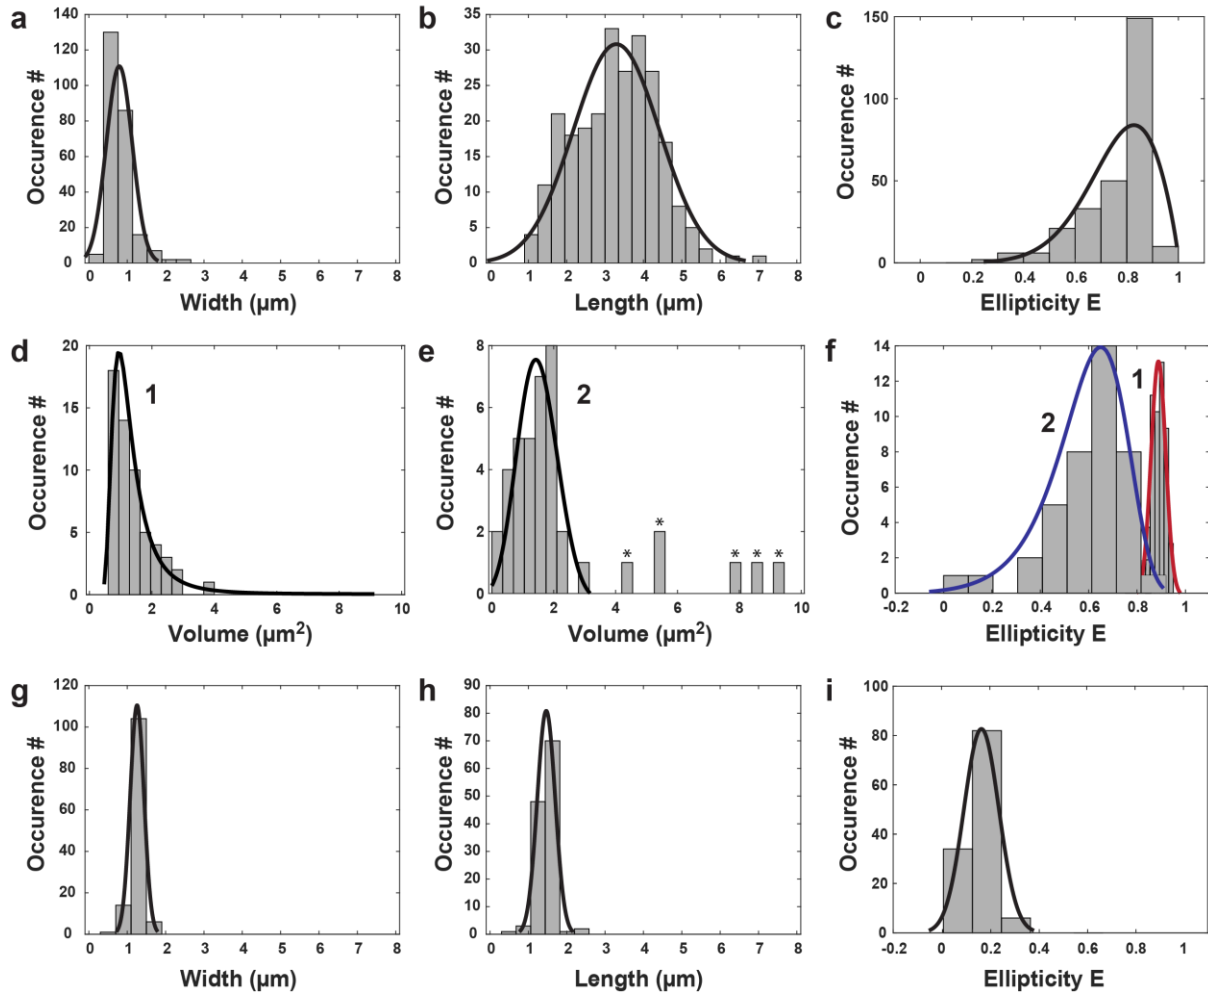 a
140
120
100
80
60
40
20
0
Occurence #
0 1 2 3 4 5 6 7 8
Width (µm)
b
35
30
25
20
15
10
5
0
Occurence #
0 1 2 3 4 5 6 7 8
Length (µm)
c
150
100
50
0
Occurence #
0 0.2 0.4 0.6 0.8 1
Ellipticity E
d
20
15
10
5
0
Occurence #
1
0 2 4 6 8 10
Volume (µm²)
e
8
6
4
2
0
Occurence #
2
* * * * *
0 2 4 6 8 10
Volume (µm²)
f
14
12
10
8
6
4
2
0
Occurence #
2
1
-0.2 0 0.2 0.4 0.6 0.8 1
Ellipticity E
g
120
100
80
60
40
20
0
Occurence #
0 1 2 3 4 5 6 7 8
Width (µm)
h
90
80
70
60
50
40
30
20
10
0
Occurence #
0 1 2 3 4 5 6 7 8
Length (µm)
i
100
80
60
40
20
0
Occurence #
-0.2 0 0.2 0.4 0.6 0.8 1
Ellipticity E